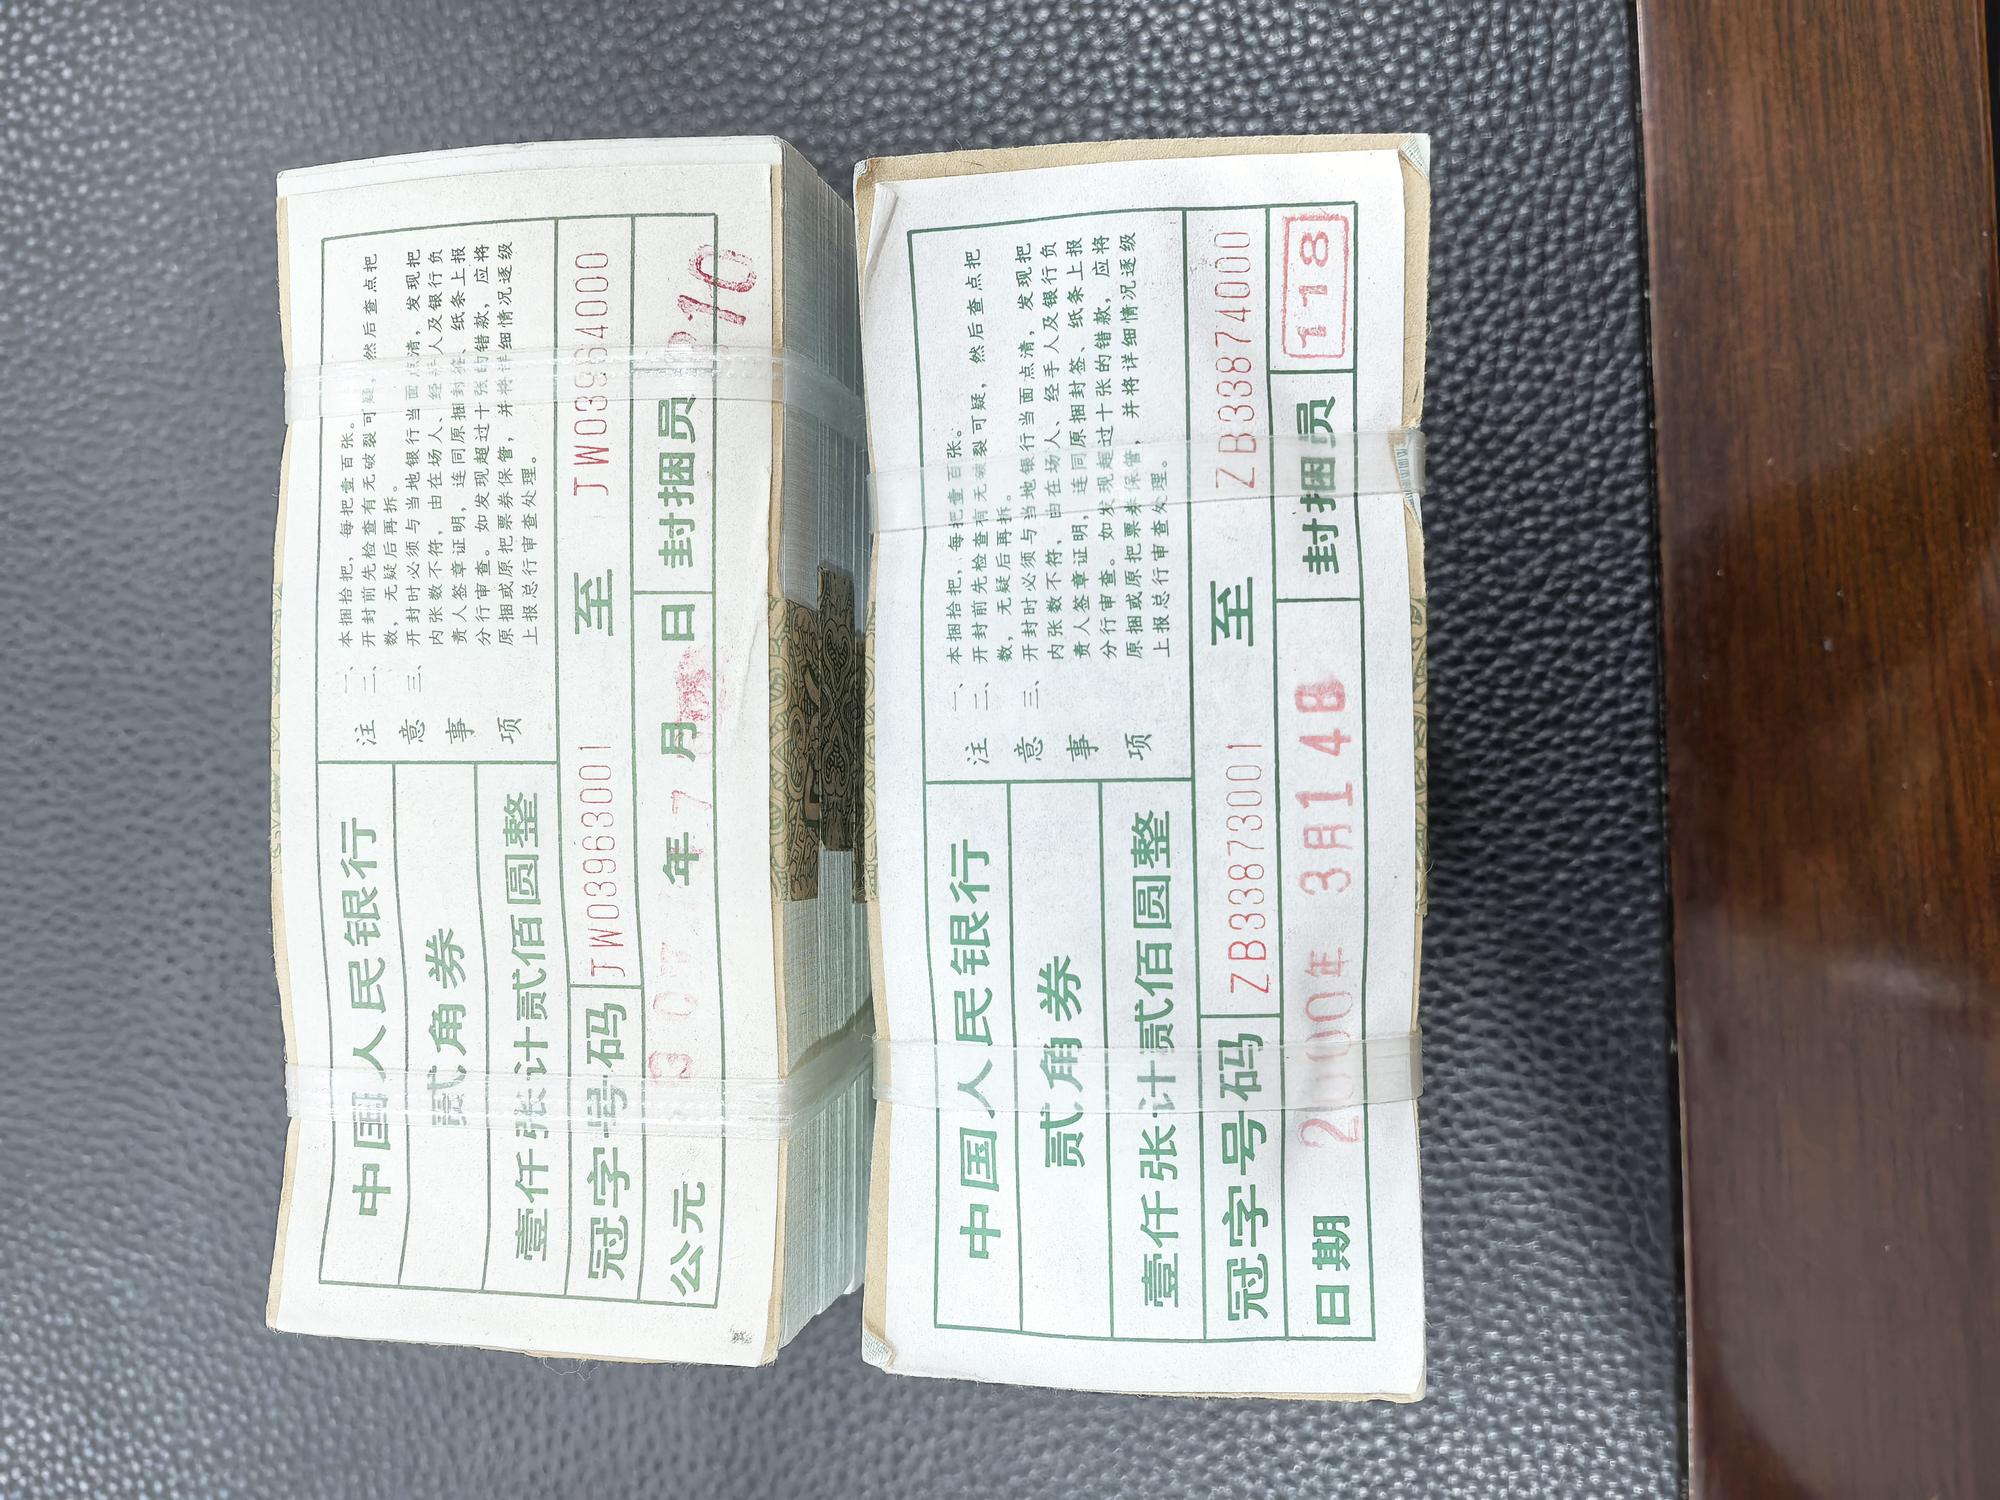 中国人民银行
贰角券
壹仟张计贰佰圆整
注意事项
一、本捆拾把，每把壹百张。
二、开封前先检查有无破裂可疑，然后查点把
数，无疑后再拆。
三、开封时必须与当地银行当面点清，发现把
内张数不符，由在场人、经手人及银行负
责人签章证明，连同原捆封签、纸条上报
分行审查。如发现超过十张的错款，应将
原捆或原把票券保管，并将详细情况逐级
上报总行审查处理。
冠字号码 JW03963001 至 JW03964000
公元 年7月 日 封捆员
中国人民银行
贰角券
壹仟张计贰佰圆整
注意事项
一、本捆拾把，每把壹百张。
二、开封前先检查有无破裂可疑，然后查点把
数，无疑后再拆。
三、开封时必须与当地银行当面点清，发现把
内张数不符，由在场人、经手人及银行负
责人签章证明，连同原捆封签、纸条上报
分行审查。如发现超过十张的错款，应将
原捆或原把票券保管，并将详细情况逐级
上报总行审查处理。
冠字号码 ZB33873001 至 ZB33874000
日期 2000年 3月14日 封捆员 118